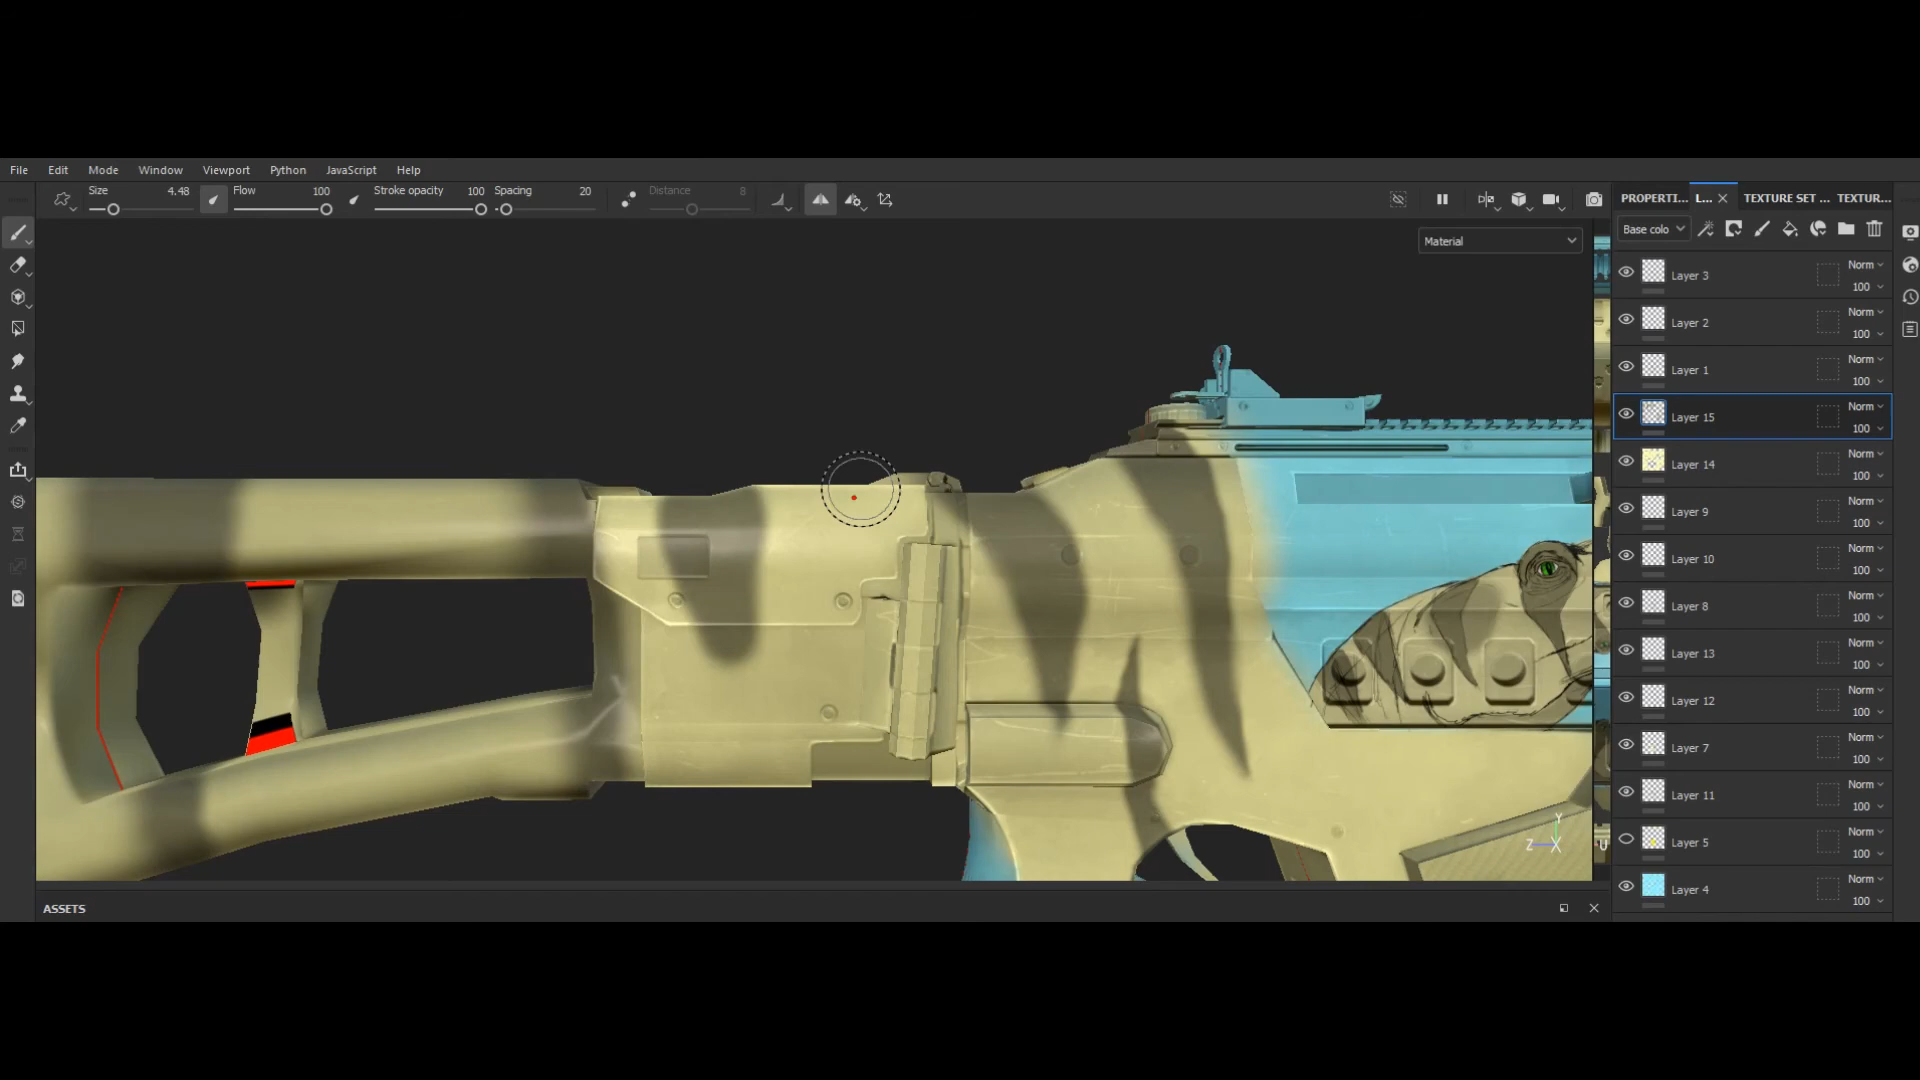 File Edit Mode Window Viewport Python JavaScript Help
Size 4.48 Flow 100 Stroke opacity 100 Spacing 20 Distance 8
PROPERTI... L... TEXTURE SET ... TEXTUR...
Base colo
Material
Layer 3 Norm 100
Layer 2 Norm 100
Layer 1 Norm 100
Layer 15 Norm 100
Layer 14 Norm 100
Layer 9 Norm 100
Layer 10 Norm 100
Layer 8 Norm 100
Layer 13 Norm 100
Layer 12 Norm 100
Layer 7 Norm 100
Layer 11 Norm 100
Layer 5 Norm 100
Layer 4 Norm 100
Y
Z X U
ASSETS